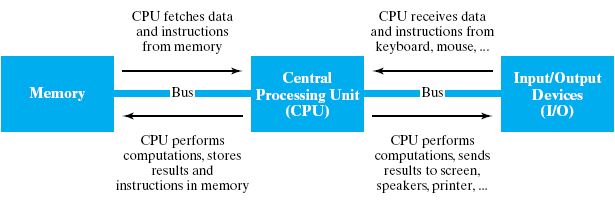 CPU fetches data
and instructions
from memory
CPU receives data
and instructions from
keyboard, mouse, ...
Memory
Bus
Central
Processing Unit
(CPU)
Bus
Input/Output
Devices
(I/O)
CPU performs
computations, stores
results and
instructions in memory
CPU performs
computations, sends
results to screen,
speakers, printer, ...